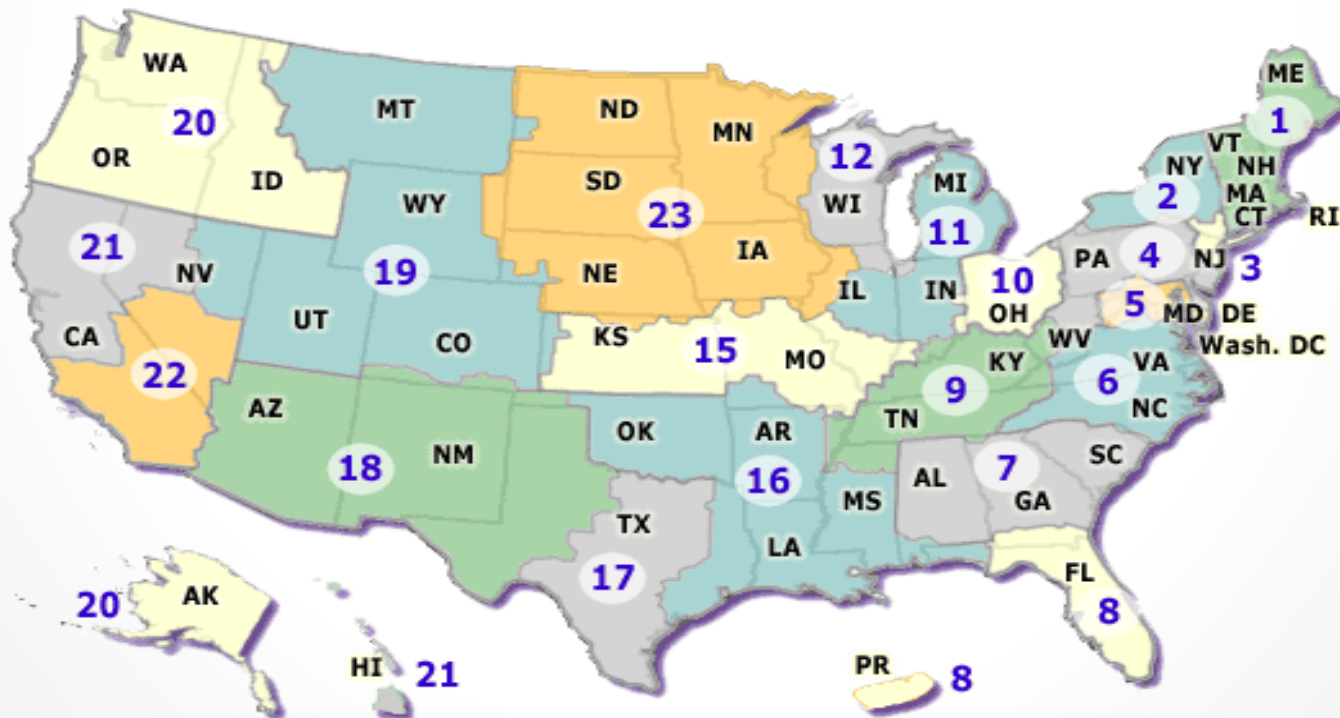 WA
20
OR
ID
MT
WY
19
21
NV
CA
22
UT
CO
ND
MN
SD
23
NE
IA
12
WI
MI
11
IL
IN
10
OH
ME
1
VT
NH
NY
2
MA
CT
RI
PA
4
NJ
3
5
MD
DE
Wash. DC
WV
VA
6
NC
KS
15
MO
KY
9
TN
AZ
18
NM
OK
AR
16
MS
LA
TX
17
AL
7
GA
SC
FL
8
20
AK
HI
21
PR
8